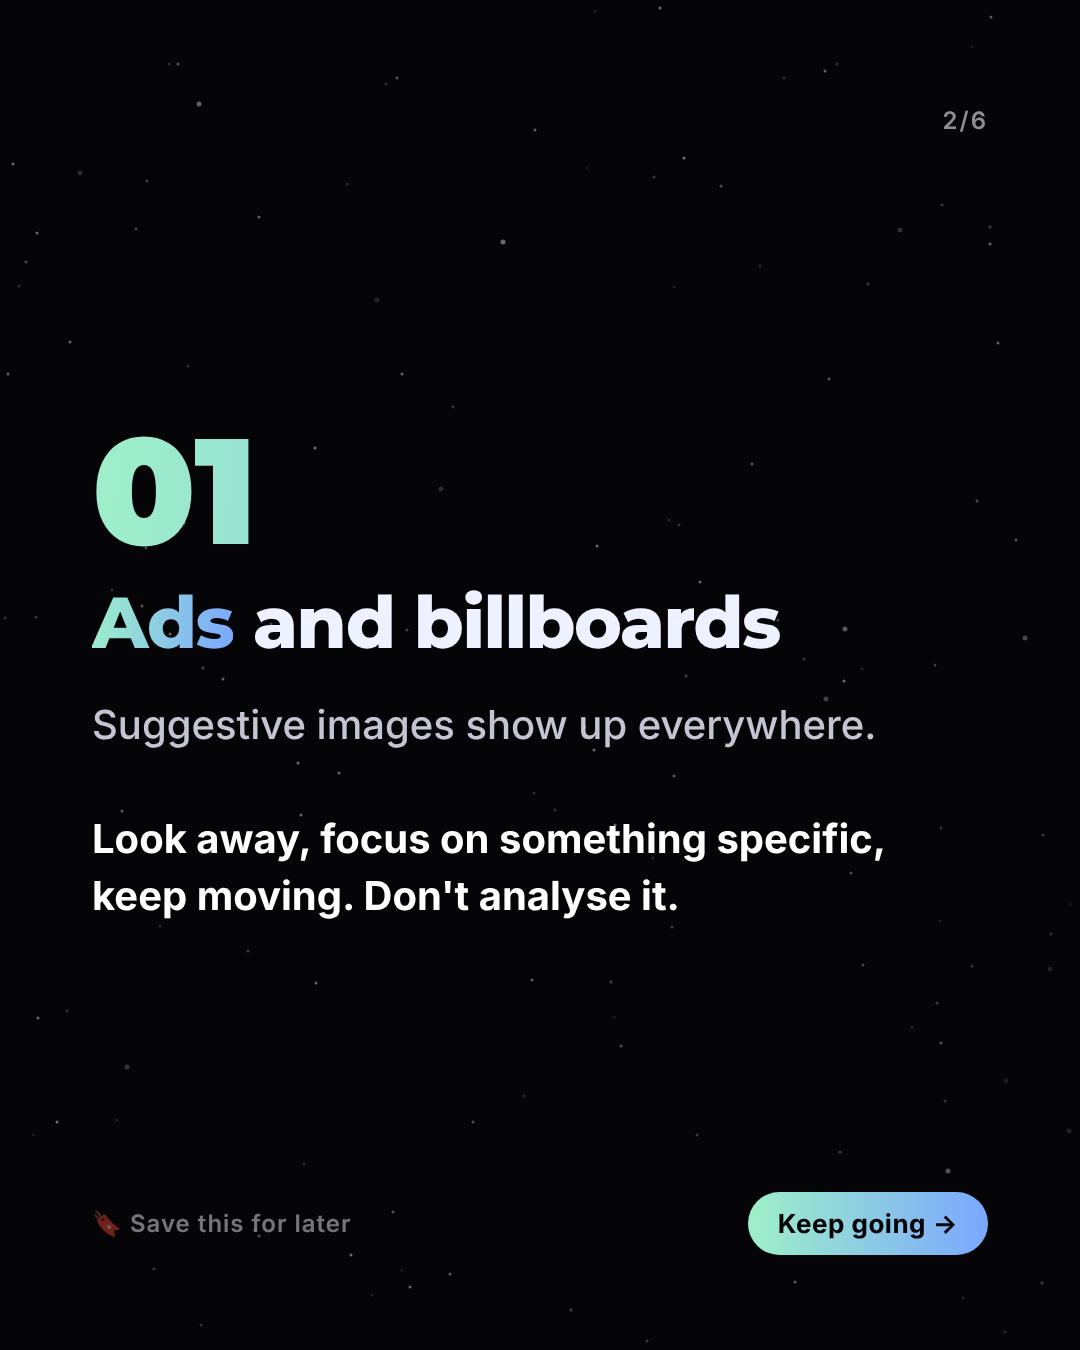 2/6
01
Ads and billboards
Suggestive images show up everywhere.
Look away, focus on something specific,
keep moving. Don't analyse it.
🔖 Save this for later
Keep going →